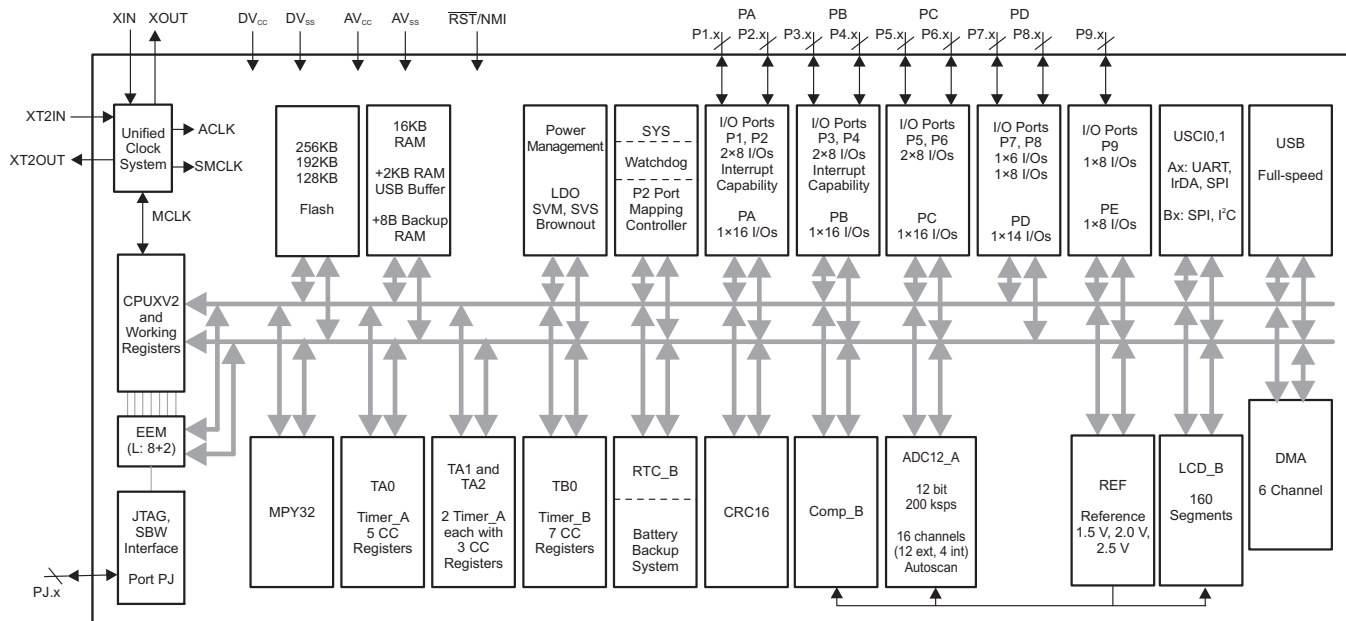 XIN XOUT DVCC DVSS AVCC AVSS RST/NMI PA PB PC PD
P1.x P2.x P3.x P4.x P5.x P6.x P7.x P8.x P9.x
XT2IN
XT2OUT
Unified
Clock
System
ACLK
SMCLK
MCLK
256KB
192KB
128KB
Flash
16KB
RAM
+2KB RAM
USB Buffer
+8B Backup
RAM
Power
Management
LDO
SVM, SVS
Brownout
SYS
Watchdog
P2 Port
Mapping
Controller
I/O Ports
P1, P2
2×8 I/Os
Interrupt
Capability
PA
1×16 I/Os
I/O Ports
P3, P4
2×8 I/Os
Interrupt
Capability
PB
1×16 I/Os
I/O Ports
P5, P6
2×8 I/Os
PC
1×16 I/Os
I/O Ports
P7, P8
1×6 I/Os
1×8 I/Os
PD
1×14 I/Os
I/O Ports
P9
1×8 I/Os
PE
1×8 I/Os
USCI0,1
Ax: UART,
IrDA, SPI
Bx: SPI, I²C
USB
Full-speed
CPUXV2
and
Working
Registers
EEM
(L: 8+2)
JTAG,
SBW
Interface
Port PJ
PJ.x
MPY32
TA0
Timer_A
5 CC
Registers
TA1 and
TA2
2 Timer_A
each with
3 CC
Registers
TB0
Timer_B
7 CC
Registers
RTC_B
Battery
Backup
System
CRC16
Comp_B
ADC12_A
12 bit
200 ksps
16 channels
(12 ext, 4 int)
Autoscan
REF
Reference
1.5 V, 2.0 V,
2.5 V
LCD_B
160
Segments
DMA
6 Channel